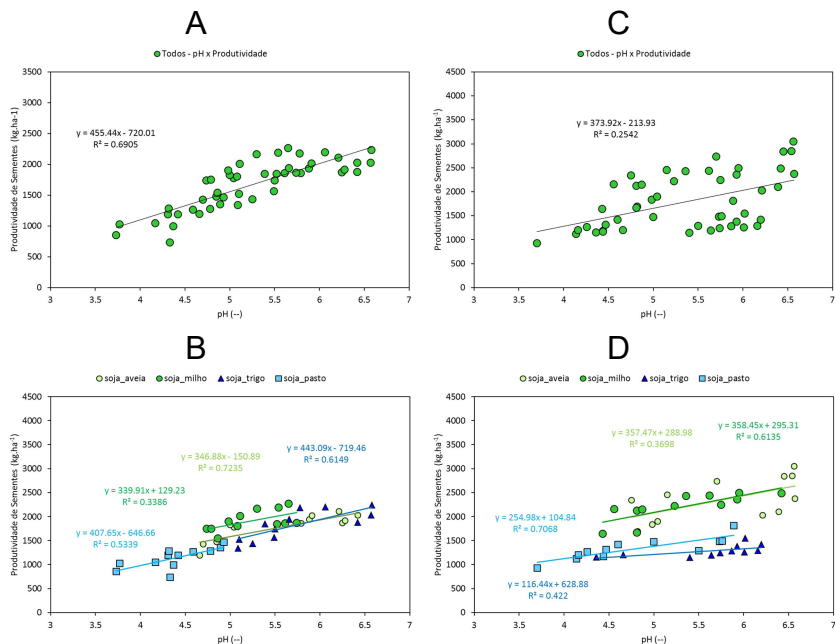 A
Todos - pH x Produtividade
Produtividade de Sementes (kg.ha-1)
3500
3000
2500
2000
1500
1000
500
0
y = 455.44x - 720.01
R² = 0.6905
3 3.5 4 4.5 5 5.5 6 6.5 7
pH (--)
C
Todos - pH x Produtividade
Produtividade de Sementes (kg.ha-1)
4500
4000
3500
3000
2500
2000
1500
1000
500
0
y = 373.92x - 213.93
R² = 0.2542
3 3.5 4 4.5 5 5.5 6 6.5 7
pH (--)
B
soja_aveia soja_milho soja_trigo soja_pasto
Produtividade de Sementes (kg.ha-1)
4500
4000
3500
3000
2500
2000
1500
1000
500
0
y = 346.88x - 150.89
R² = 0.7235
y = 443.09x - 719.46
R² = 0.6149
y = 339.91x + 129.23
R² = 0.3386
y = 407.65x - 646.66
R² = 0.5339
3 3.5 4 4.5 5 5.5 6 6.5 7
pH (--)
D
soja_aveia soja_milho soja_trigo soja_pasto
Produtividade de Sementes (kg.ha-1)
4500
4000
3500
3000
2500
2000
1500
1000
500
0
y = 357.47x + 288.98
R² = 0.3698
y = 358.45x + 295.31
R² = 0.6135
y = 254.98x + 104.84
R² = 0.7068
y = 116.44x + 628.88
R² = 0.422
3 3.5 4 4.5 5 5.5 6 6.5 7
pH (--)